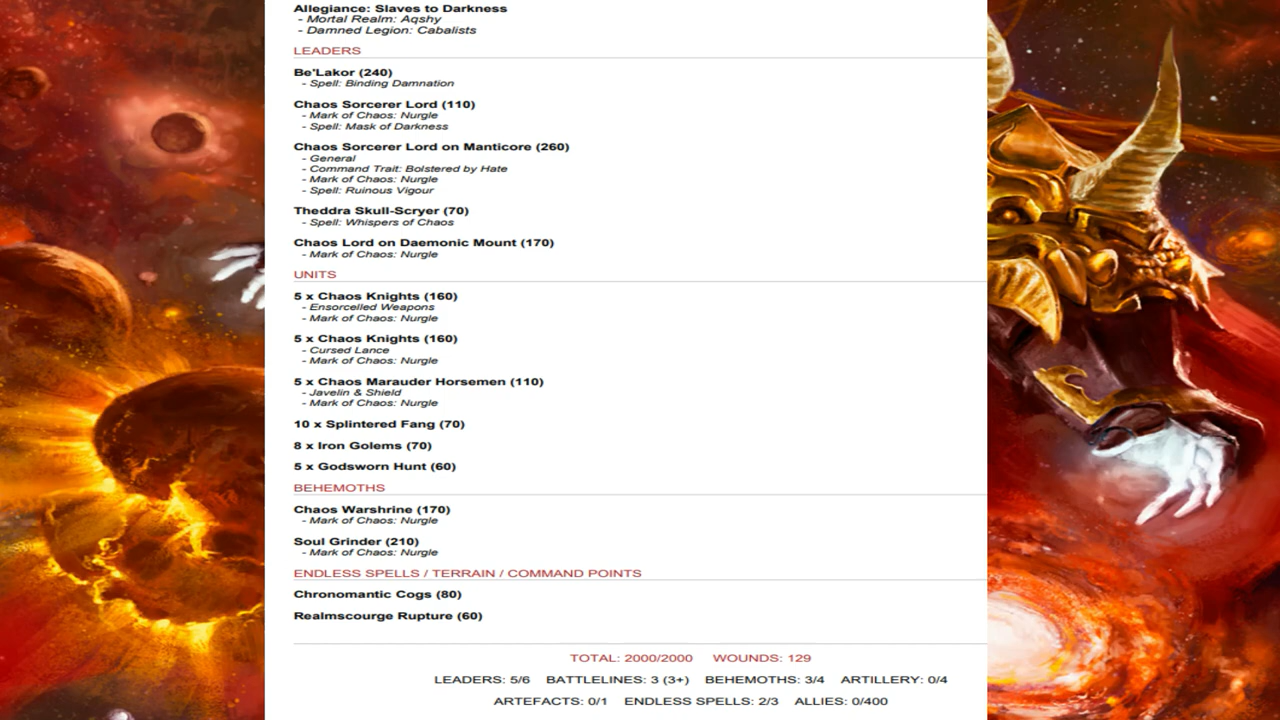 Allegiance: Slaves to Darkness
- Mortal Realm: Aqshy
- Damned Legion: Cabalists
LEADERS
Be'Lakor (240)
- Spell: Binding Damnation
Chaos Sorcerer Lord (110)
- Mark of Chaos: Nurgle
- Spell: Mask of Darkness
Chaos Sorcerer Lord on Manticore (260)
- General
- Command Trait: Bolstered by Hate
- Mark of Chaos: Nurgle
- Spell: Ruinous Vigour
Theddra Skull-Scryer (70)
- Spell: Whispers of Chaos
Chaos Lord on Daemonic Mount (170)
- Mark of Chaos: Nurgle
UNITS
5 x Chaos Knights (160)
- Ensorcelled Weapons
- Mark of Chaos: Nurgle
5 x Chaos Knights (160)
- Cursed Lance
- Mark of Chaos: Nurgle
5 x Chaos Marauder Horsemen (110)
- Javelin & Shield
- Mark of Chaos: Nurgle
10 x Splintered Fang (70)
8 x Iron Golems (70)
5 x Godsworn Hunt (60)
BEHEMOTHS
Chaos Warshrine (170)
- Mark of Chaos: Nurgle
Soul Grinder (210)
- Mark of Chaos: Nurgle
ENDLESS SPELLS / TERRAIN / COMMAND POINTS
Chronomantic Cogs (80)
Realmscourge Rupture (60)
TOTAL: 2000/2000 WOUNDS: 129
LEADERS: 5/6 BATTLELINES: 3 (3+) BEHEMOTHS: 3/4 ARTILLERY: 0/4
ARTEFACTS: 0/1 ENDLESS SPELLS: 2/3 ALLIES: 0/400